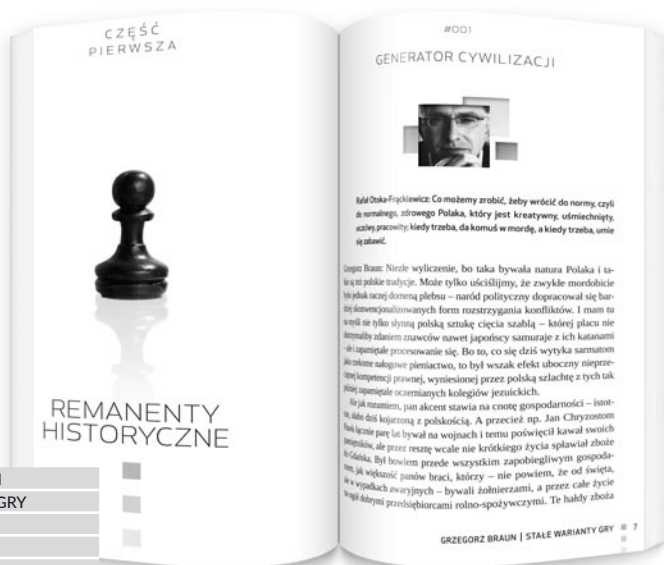 CZĘŚĆ
PIERWSZA
REMANENTY
HISTORYCZNE
GRY
#001
GENERATOR CYWILIZACJI
Rafał Otoka-Frąckiewicz: Co możemy zrobić, żeby wrócić do normy, czyli
do normalnego, zdrowego Polaka, który jest kreatywny, uśmiechnięty,
uczciwy, pracowity; kiedy trzeba, da komuś w mordę, a kiedy trzeba, umie
się zabawić.
Grzegorz Braun: Niezłe wyliczenie, bo taka bywała natura Polaka i ta-
kie są też polskie tradycje. Może tylko uściślijmy, że zwykłe mordobicie
było jednak raczej domeną plebsu – naród polityczny dopracował się bar-
dziej skonwencjonalizowanych form rozstrzygania konfliktów. I mam tu
na myśli nie tylko słynną polską sztukę cięcia szablą – której placu nie
dotrzymaliby zdaniem znawców nawet japońscy samuraje z ich katanami
– ale i zapamiętałe procesowanie się. Bo to, co się dziś wytyka sarmatom
jako rzekome nałogowe pieniactwo, to był wszak efekt uboczny nieprze-
ciętnej kompetencji prawnej, wyniesionej przez polską szlachtę z tych tak
później zapamiętale oczernianych kolegiów jezuickich.
Ale jak rozumiem, pan akcent stawia na cnotę gospodarności – istot-
nie, słabo dziś kojarzoną z polskością. A przecież np. Jan Chryzostom
Pasek łącznie parę lat bywał na wojnach i temu poświęcił kawał swoich
pamiętników, ale przez resztę wcale nie krótkiego życia spławiał zboże
do Gdańska. Był bowiem przede wszystkim zapobiegliwym gospoda-
rzem, jak większość panów braci, którzy – nie powiem, że od święta,
ale w wypadkach awaryjnych – bywali żołnierzami, a przez całe życie
na ogół dobrymi przedsiębiorcami rolno-spożywczymi. Te hałdy zboża
GRZEGORZ BRAUN | STAŁE WARIANTY GRY 7